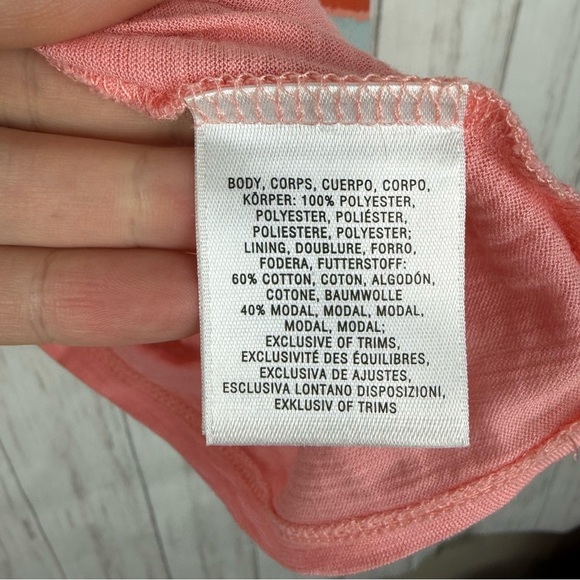 BODY, CORPS, CUERPO, CORPO,
KÖRPER: 100% POLYESTER,
POLYESTER, POLIÉSTER,
POLIESTERE, POLYESTER;
LINING, DOUBLURE, FORRO,
FODERA, FUTTERSTOFF:
60% COTTON, COTON, ALGODÓN,
COTONE, BAUMWOLLE
40% MODAL, MODAL, MODAL,
MODAL, MODAL;
EXCLUSIVE OF TRIMS,
EXCLUSIVITÉ DES ÉQUILIBRES,
EXCLUSIVA DE AJUSTES,
ESCLUSIVA LONTANO DISPOSIZIONI,
EXKLUSIV OF TRIMS